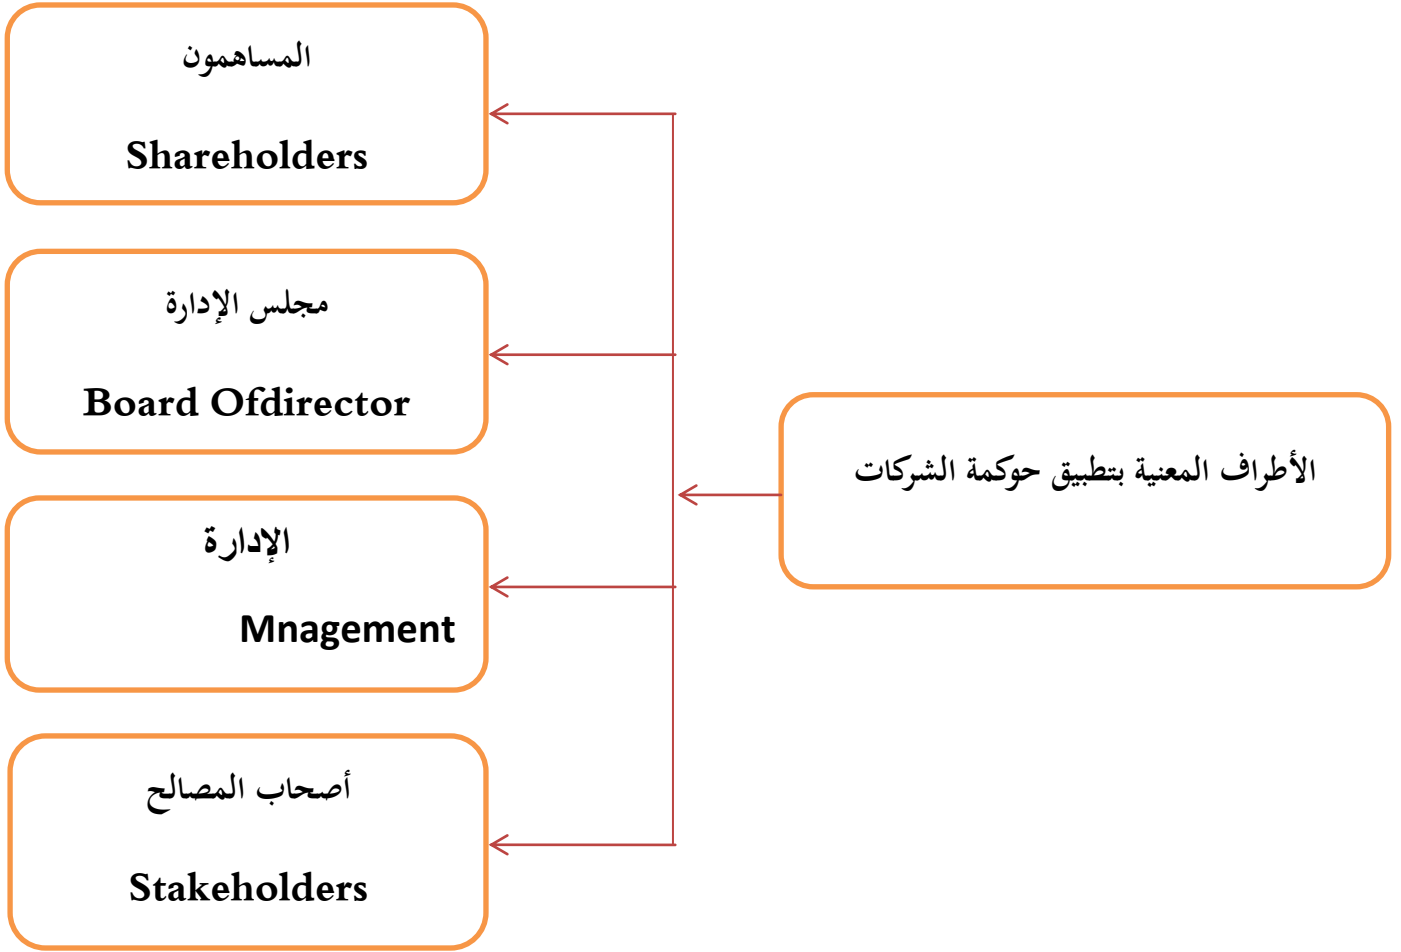 الأطراف المعنية بتطبيق حوكمة الشركات
المساهمون
Shareholders
مجلس الإدارة
Board Ofdirector
الإدارة
Mnagement
أصحاب المصالح
Stakeholders